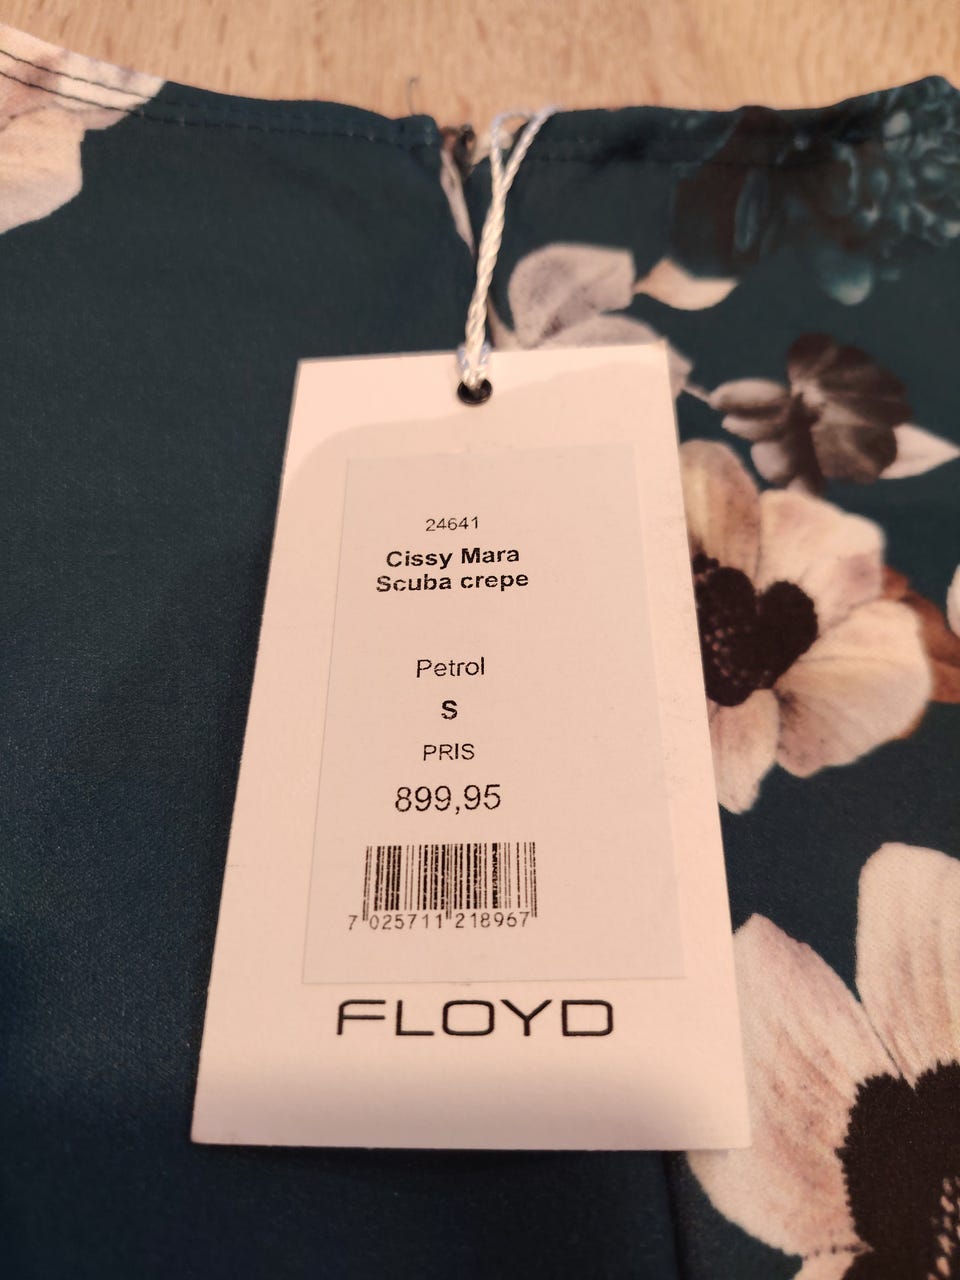 24641
Cissy Mara
Scuba crepe
Petrol
S
PRIS
899,95
7 025711 218967
FLOYD